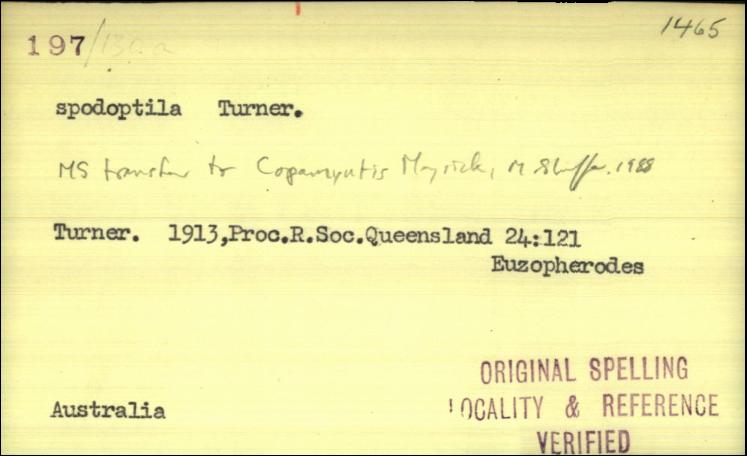 1465
197/130a
spodoptila Turner.
MS transfer to Copamyntis Meyrick, M. Shaffer. 1988
Turner. 1913,Proc.R.Soc.Queensland 24:121
Euzopherodes
ORIGINAL SPELLING
Australia
LOCALITY & REFERENCE
VERIFIED